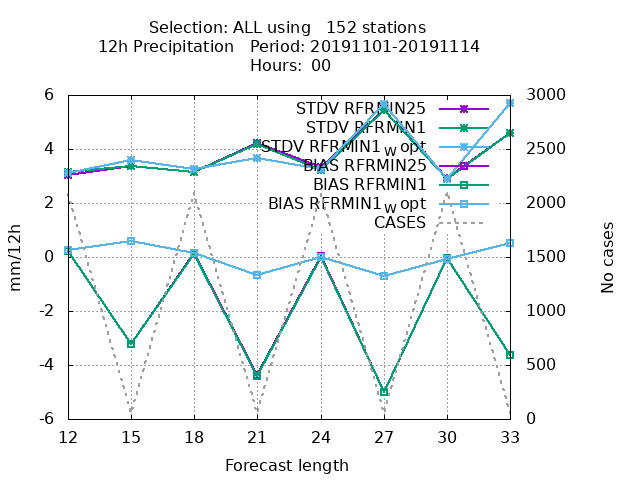 Selection: ALL using   152 stations
12h Precipitation   Period: 20191101-20191114
Hours:  00
STDV RFRMIN25
STDV RFRMIN1
STDV RFRMIN1w opt
BIAS RFRMIN25
BIAS RFRMIN1
BIAS RFRMIN1w opt
CASES
mm/12h
No cases
6
4
2
0
-2
-4
-6
3000
2500
2000
1500
1000
500
0
12 15 18 21 24 27 30 33
Forecast length